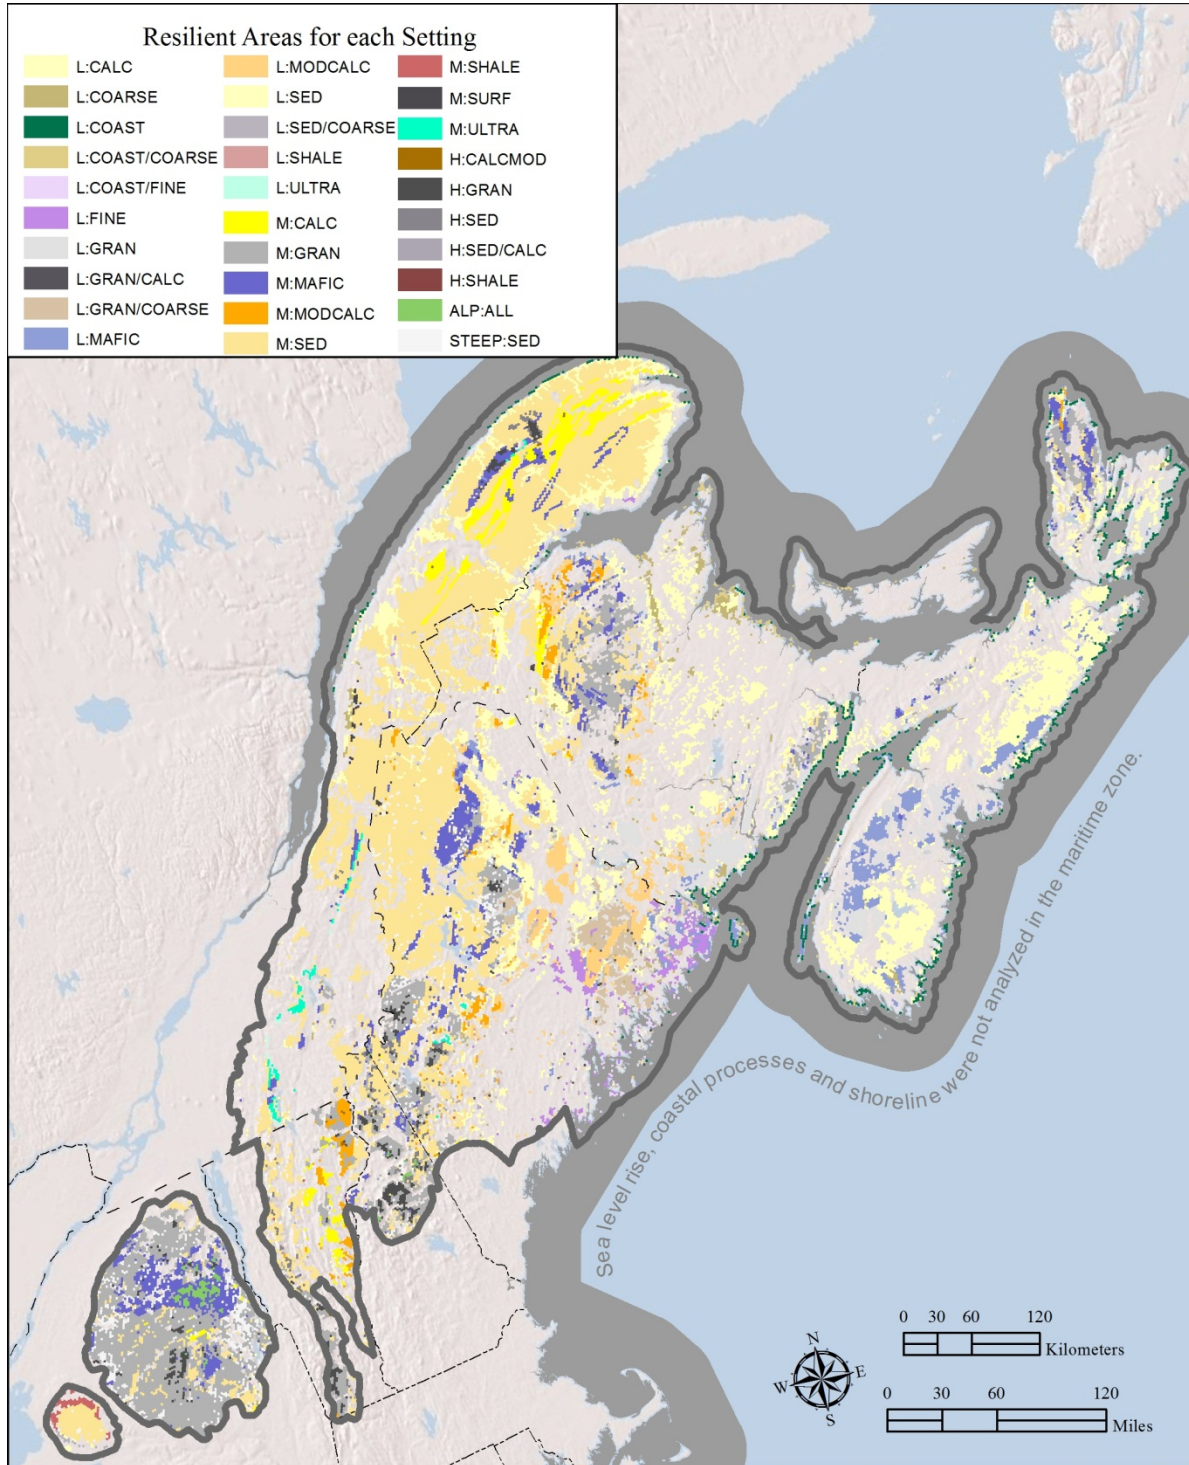 Resilient Areas for each Setting
L:CALC
L:COARSE
L:COAST
L:COAST/COARSE
L:COAST/FINE
L:FINE
L:GRAN
L:GRAN/CALC
L:GRAN/COARSE
L:MAFIC
L:MODCALC
L:SED
L:SED/COARSE
L:SHALE
L:ULTRA
M:CALC
M:GRAN
M:MAFIC
M:MODCALC
M:SED
M:SHALE
M:SURF
M:ULTRA
H:CALCMOD
H:GRAN
H:SED
H:SED/CALC
H:SHALE
ALP:ALL
STEEP:SED
Sea level rise, coastal processes and shoreline were not analyzed in the maritime zone.
N
W E
S
0 30 60 120
Kilometers
0 30 60 120
Miles